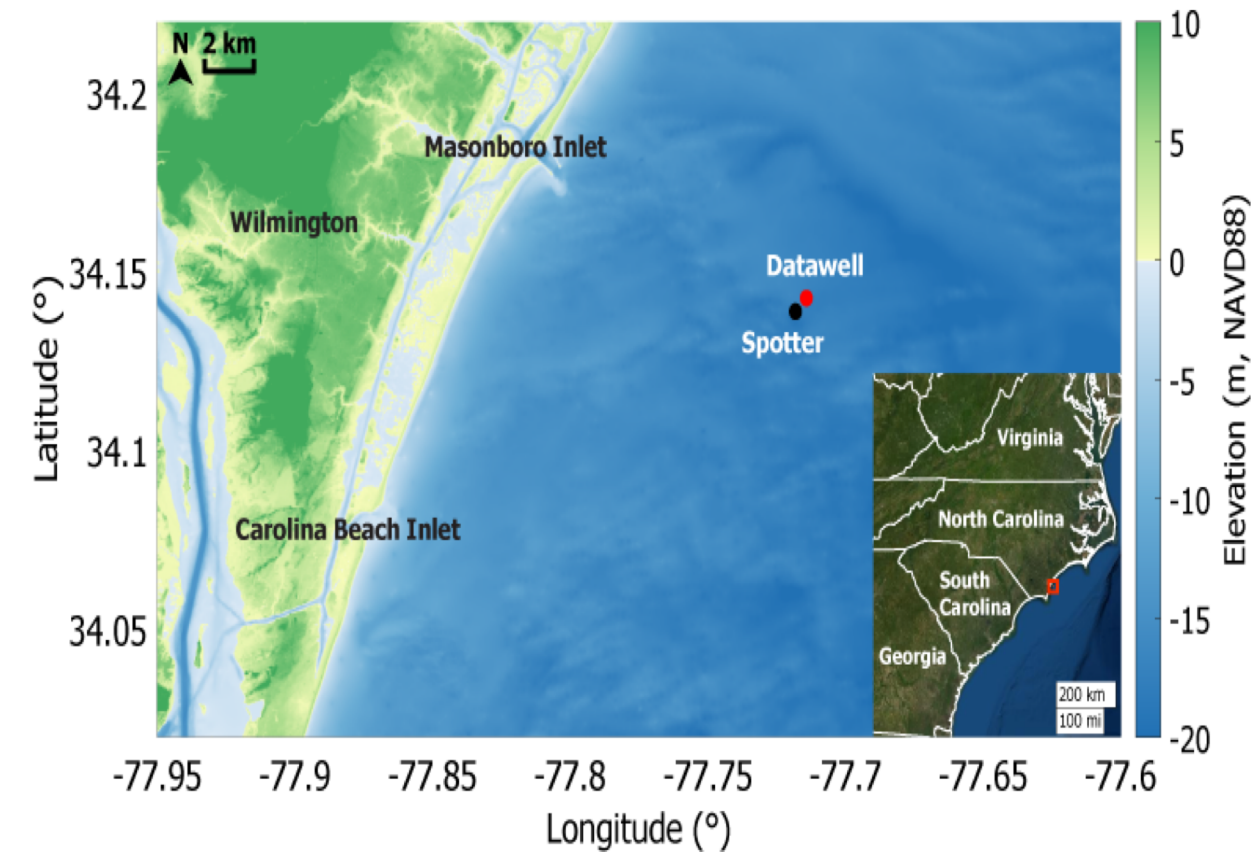 N 2 km
Masonboro Inlet
Wilmington
Datawell
Spotter
Carolina Beach Inlet
Virginia
North Carolina
South
Carolina
Georgia
200 km
100 mi
34.2
34.15
34.1
34.05
Latitude (°)
-77.95 -77.9 -77.85 -77.8 -77.75 -77.7 -77.65 -77.6
Longitude (°)
10
5
0
-5
-10
-15
-20
Elevation (m, NAVD88)